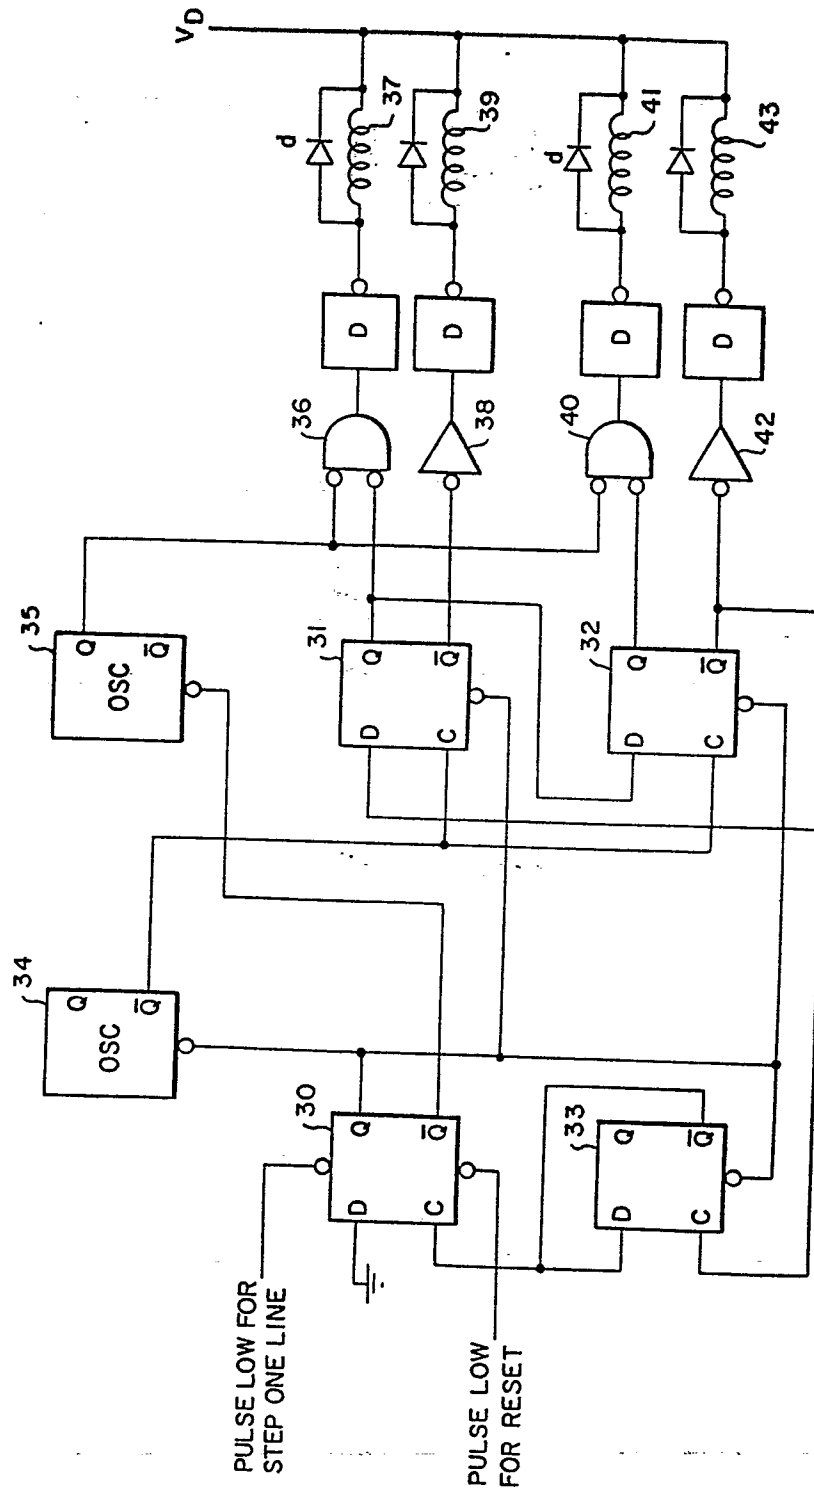 V_D
d
37
39
d
41
43
D
D
D
D
36
38
40
42
35
Q
OSC
Q̅
31
D
Q
C
Q̅
32
D
Q
C
Q̅
34
Q
OSC
Q̅
30
D
Q
C
Q̅
33
D
Q
C
Q̅
PULSE LOW FOR
STEP ONE LINE
PULSE LOW
FOR RESET